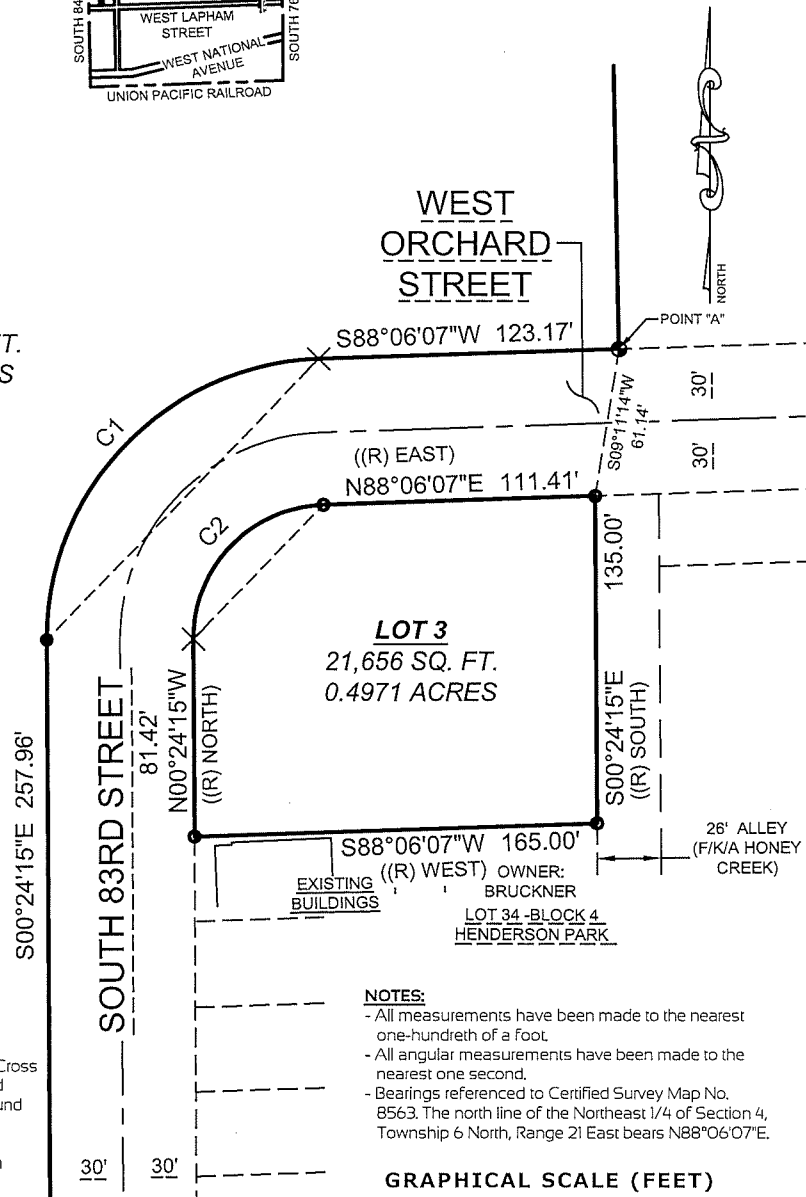 SOUTH 84
WEST LAPHAM
STREET
SOUTH 76
WEST NATIONAL
AVENUE
UNION PACIFIC RAILROAD
NORTH
WEST
ORCHARD
STREET
POINT "A"
T.
S
S88°06'07"W 123.17'
30'
S09°11'14"W
61.14'
30'
C1
((R) EAST)
N88°06'07"E 111.41'
C2
135.00'
LOT 3
21,656 SQ. FT.
0.4971 ACRES
S00°24'15"E
((R) SOUTH)
N00°24'15"W
((R) NORTH)
81.42'
SOUTH 83RD STREET
S00°24'15"E 257.96'
S88°06'07"W 165.00'
((R) WEST)
OWNER:
BRUCKNER
EXISTING
BUILDINGS
LOT 34 -BLOCK 4
HENDERSON PARK
26' ALLEY
(F/K/A HONEY
CREEK)
NOTES:
- All measurements have been made to the nearest
one-hundreth of a foot.
- All angular measurements have been made to the
nearest one second.
- Bearings referenced to Certified Survey Map No.
8563. The north line of the Northeast 1/4 of Section 4,
Township 6 North, Range 21 East bears N88°06'07"E.
Cross
und
30'
30'
GRAPHICAL SCALE (FEET)